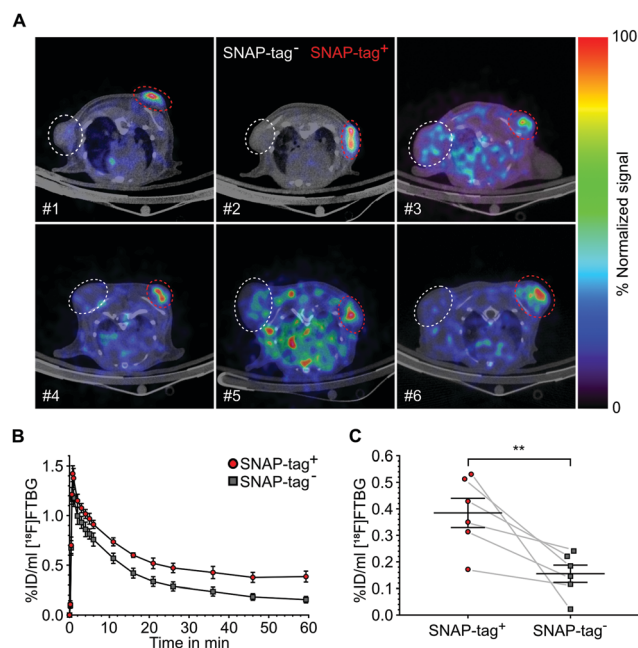 A
SNAP-tag⁻ SNAP-tag⁺
100
#1 #2 #3
% Normalized signal
#4 #5 #6
0
B
%ID/ml [¹⁸F]FTBG
1.5
1.0
0.5
0.0
SNAP-tag⁺
SNAP-tag⁻
0 10 20 30 40 50 60
Time in min
C
**
%ID/ml [¹⁸F]FTBG
0.6
0.5
0.4
0.3
0.2
0.1
0.0
SNAP-tag⁺ SNAP-tag⁻